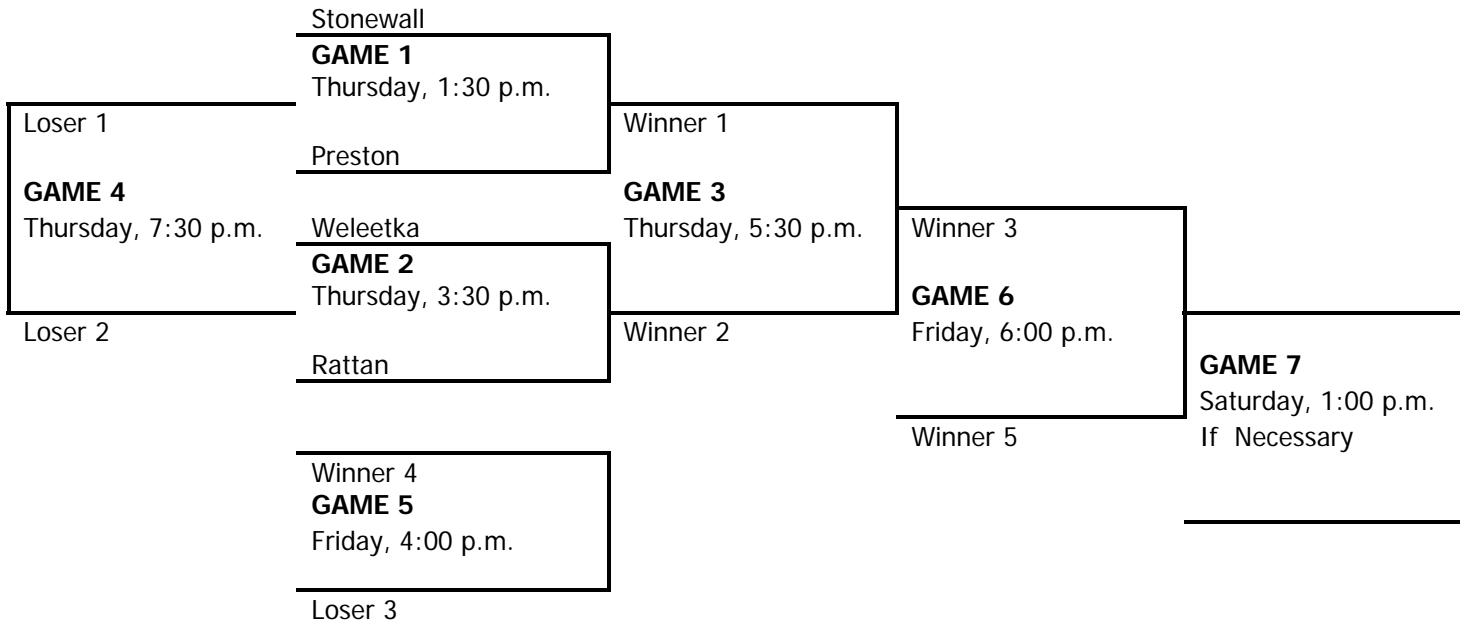 Stonewall
GAME 1
Thursday, 1:30 p.m.
Preston
Loser 1
GAME 4
Thursday, 7:30 p.m.
Loser 2
Weleetka
GAME 2
Thursday, 3:30 p.m.
Rattan
Winner 1
GAME 3
Thursday, 5:30 p.m.
Winner 2
Winner 3
GAME 6
Friday, 6:00 p.m.
Winner 5
GAME 7
Saturday, 1:00 p.m.
If Necessary
Winner 4
GAME 5
Friday, 4:00 p.m.
Loser 3